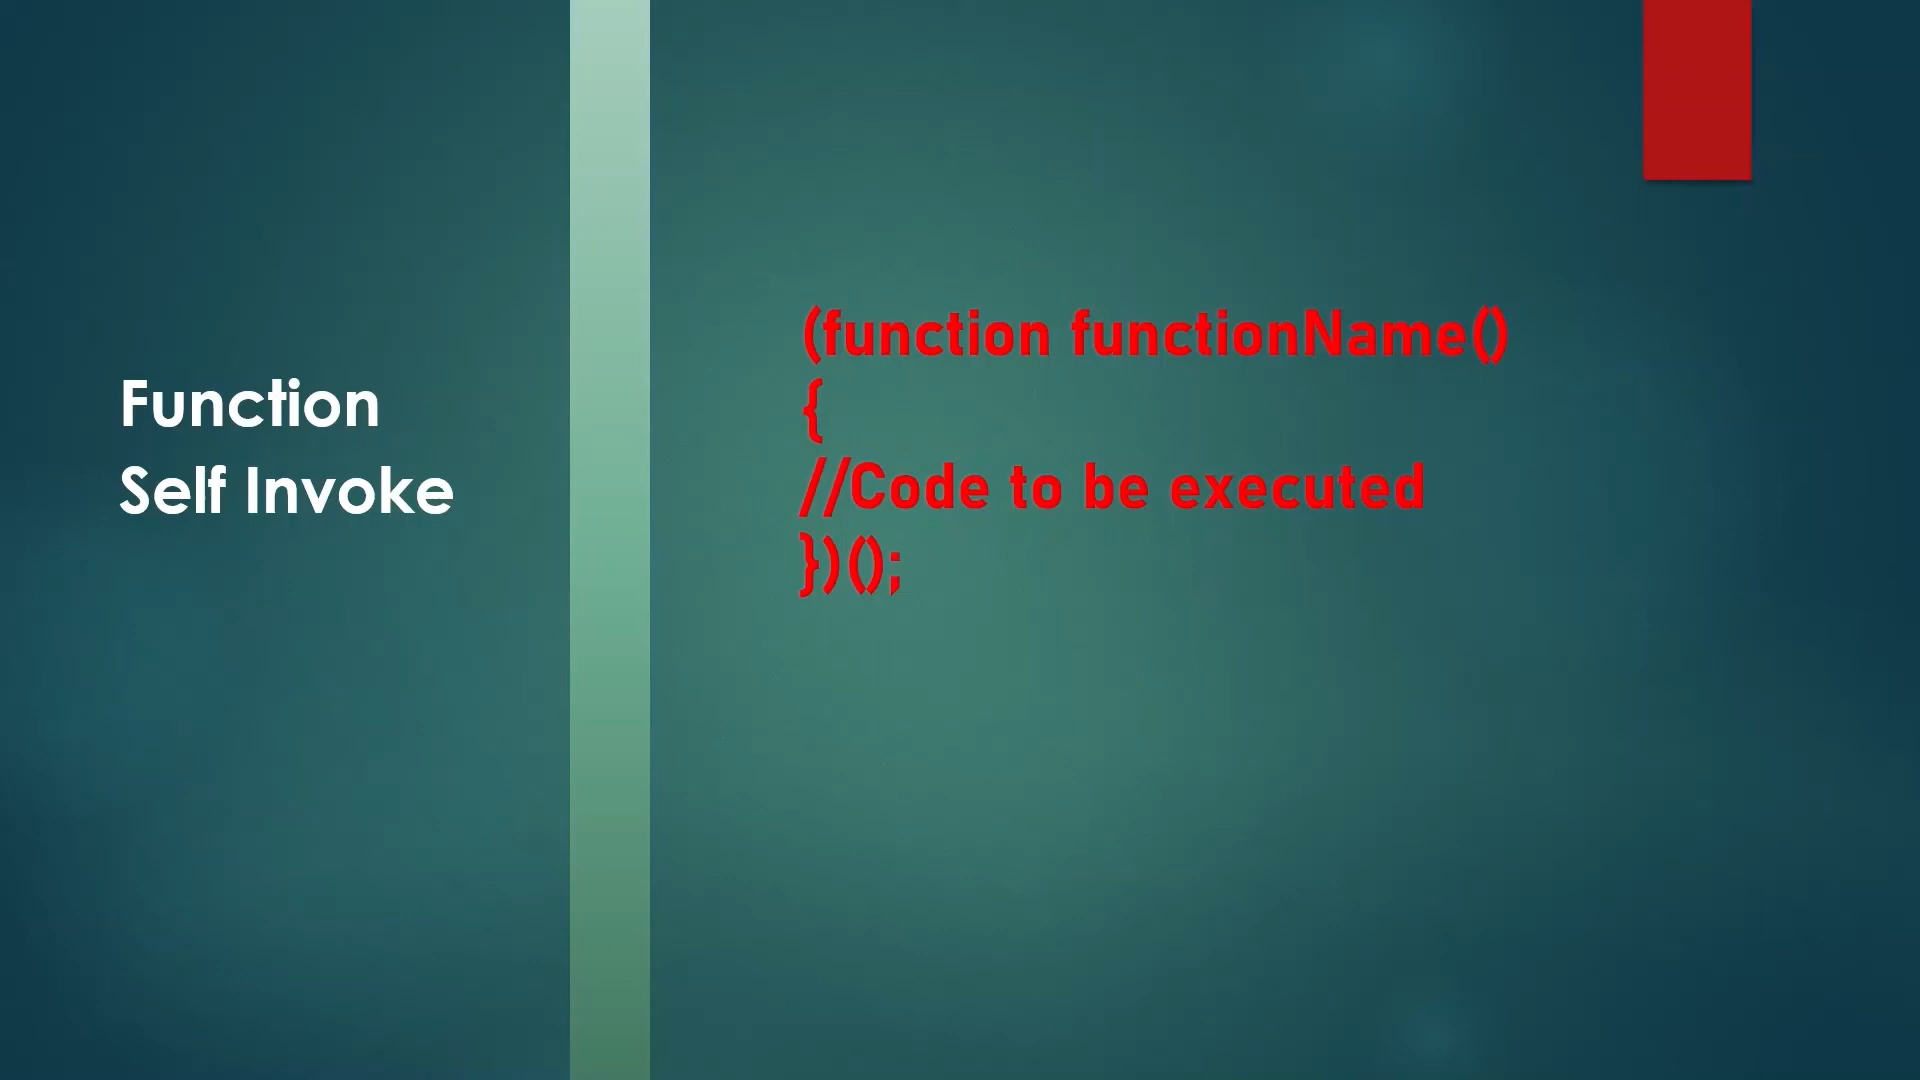 Function
Self Invoke
(function functionName()
{
//Code to be executed
})();